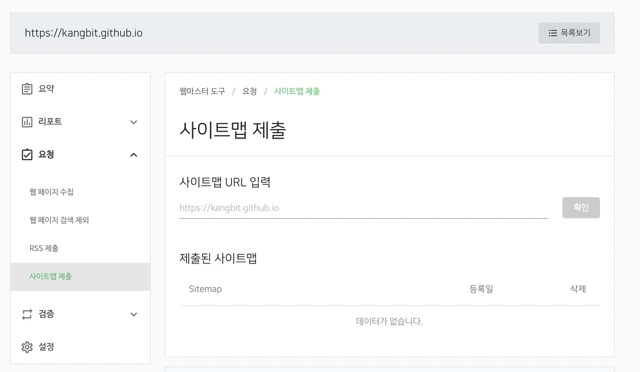 https://kangbit.github.io
목록보기
요약
리포트
요청
웹 페이지 수집
웹 페이지 검색 제외
RSS 제출
사이트맵 제출
검증
설정
웹마스터 도구 / 요청 / 사이트맵 제출
사이트맵 제출
사이트맵 URL 입력
https://kangbit.github.io
확인
제출된 사이트맵
Sitemap 등록일 삭제
데이터가 없습니다.